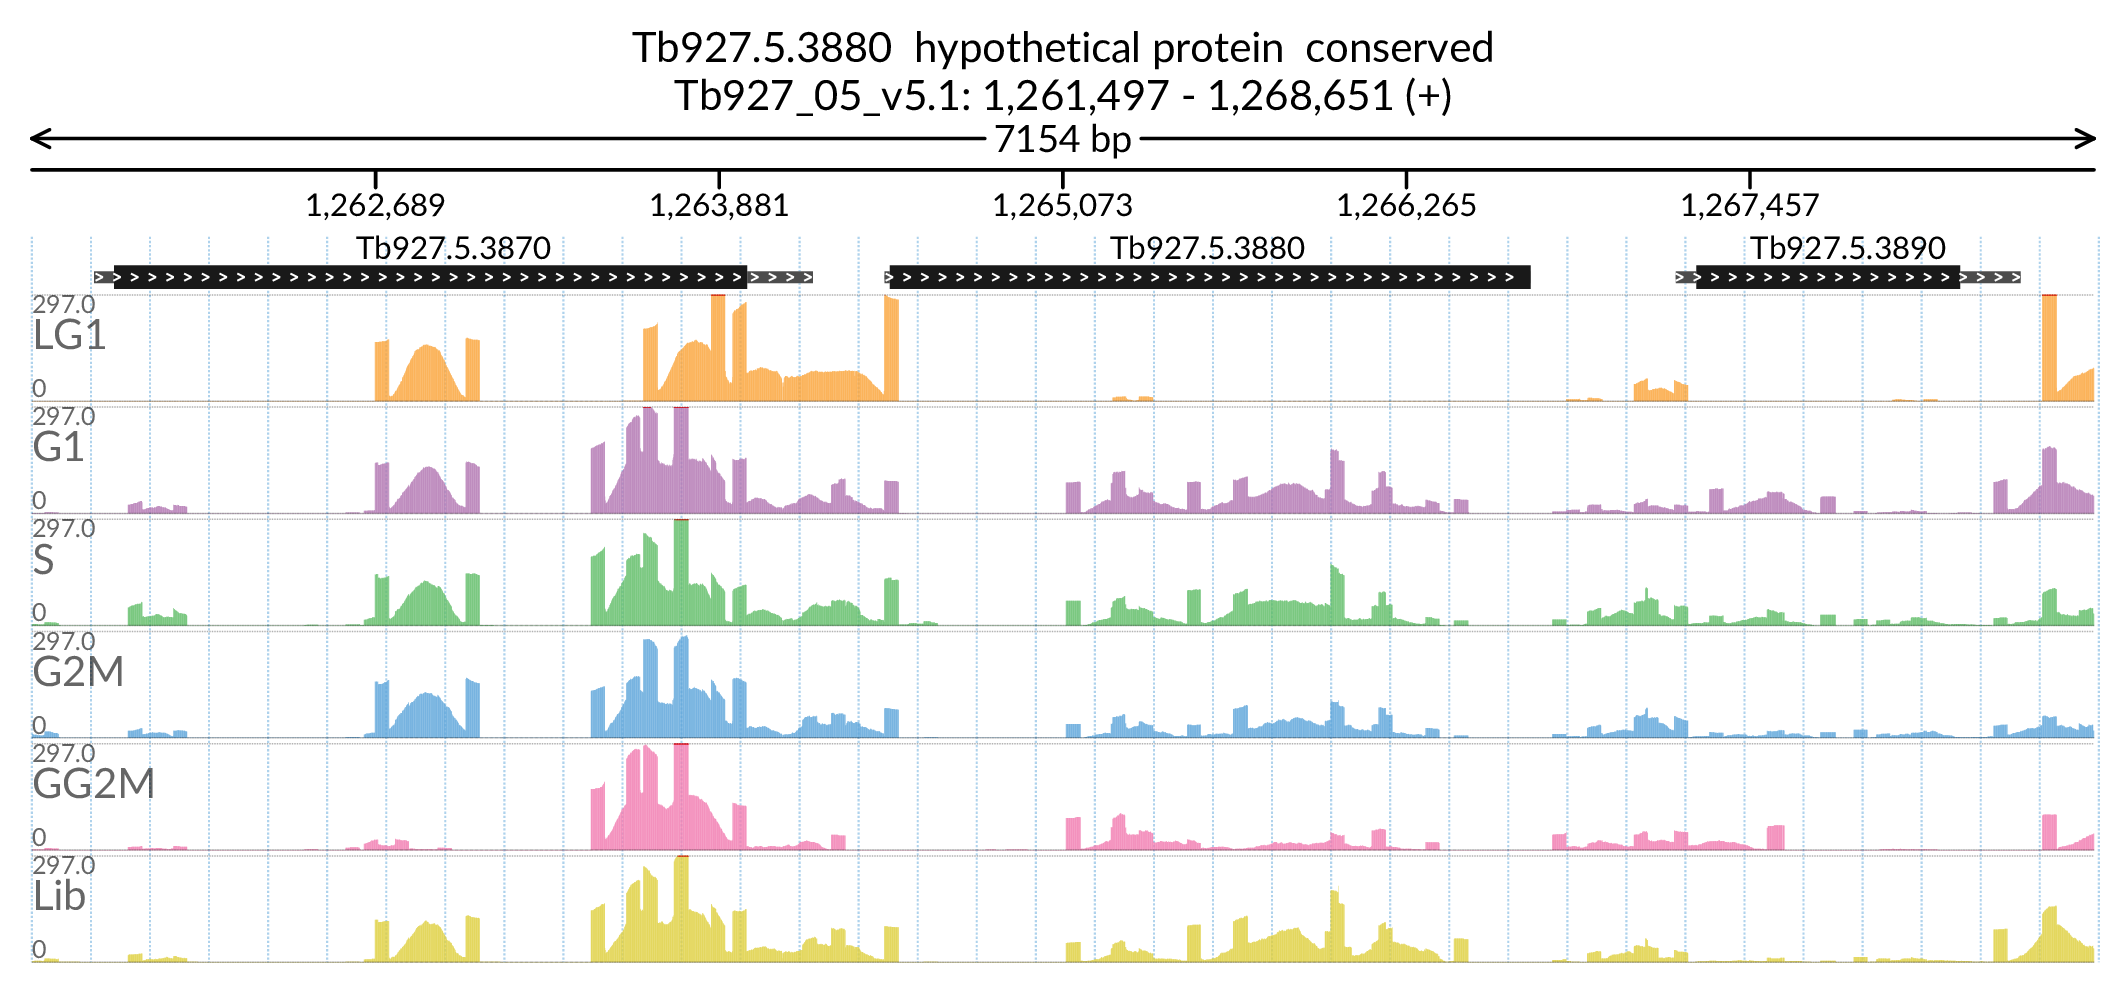 Tb927.5.3880  hypothetical protein  conserved
Tb927_05_v5.1: 1,261,497 - 1,268,651 (+)
7154 bp
1,262,689 1,263,881 1,265,073 1,266,265 1,267,457
Tb927.5.3870 Tb927.5.3880 Tb927.5.3890
297.0
LG1
0
297.0
G1
0
297.0
S
0
297.0
G2M
0
297.0
GG2M
0
297.0
Lib
0